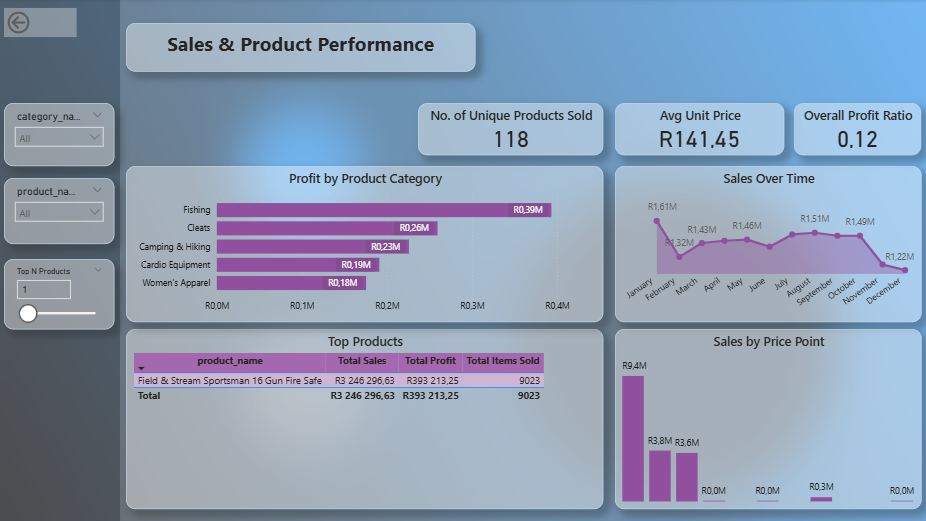 Sales & Product Performance
category_na...
All
product_na...
All
Top N Products
1
No. of Unique Products Sold
118
Avg Unit Price
R141,45
Overall Profit Ratio
0,12
Profit by Product Category
Fishing R0,39M
Cleats R0,26M
Camping & Hiking R0,23M
Cardio Equipment R0,19M
Women's Apparel R0,18M
R0,0M R0,1M R0,2M R0,3M R0,4M
Sales Over Time
R1,61M R1,32M R1,43M R1,46M R1,51M R1,49M R1,22M
January February March April May June July August September October November December
Top Products
product_name Total Sales Total Profit Total Items Sold
Field & Stream Sportsman 16 Gun Fire Safe R3 246 296,63 R393 213,25 9023
Total R3 246 296,63 R393 213,25 9023
Sales by Price Point
R9,4M R3,8M R3,6M R0,0M R0,0M R0,3M R0,0M